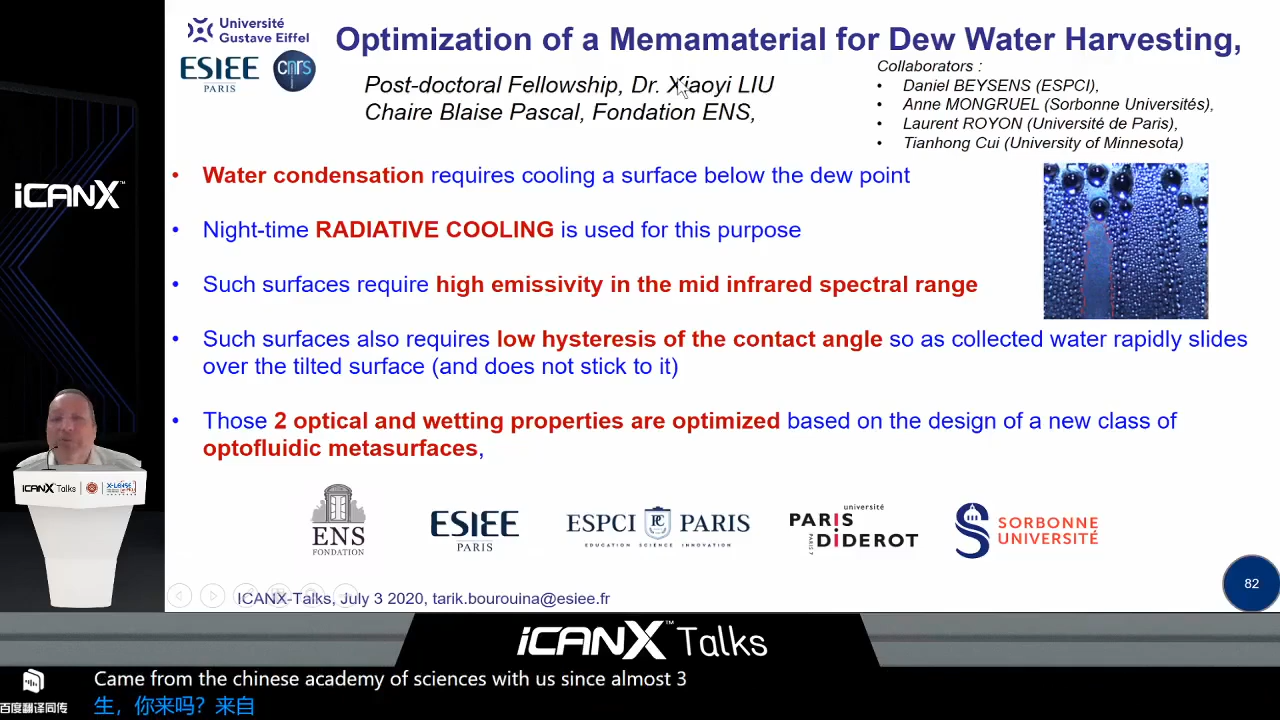 Université
Gustave Eiffel
ESIEE
PARIS
cnrs
Optimization of a Memamaterial for Dew Water Harvesting,
Post-doctoral Fellowship, Dr. Xiaoyi LIU
Chaire Blaise Pascal, Fondation ENS,
Collaborators :
• Daniel BEYSENS (ESPCI),
• Anne MONGRUEL (Sorbonne Universités),
• Laurent ROYON (Université de Paris),
• Tianhong Cui (University of Minnesota)
iCANX™
• Water condensation requires cooling a surface below the dew point
• Night-time RADIATIVE COOLING is used for this purpose
• Such surfaces require high emissivity in the mid infrared spectral range
• Such surfaces also requires low hysteresis of the contact angle so as collected water rapidly slides
over the tilted surface (and does not stick to it)
• Those 2 optical and wetting properties are optimized based on the design of a new class of
optofluidic metasurfaces,
iCANX Talks
ENS
FONDATION
ESIEE
PARIS
ESPCI PARIS
EDUCATION SCIENCE INNOVATION
université
PARIS
DIDEROT
PARIS 7
SORBONNE
UNIVERSITÉ
ICANX-Talks, July 3 2020, tarik.bourouina@esiee.fr
82
iCANX™ Talks
Came from the chinese academy of sciences with us since almost 3
百度翻译同传
生，你来吗？来自